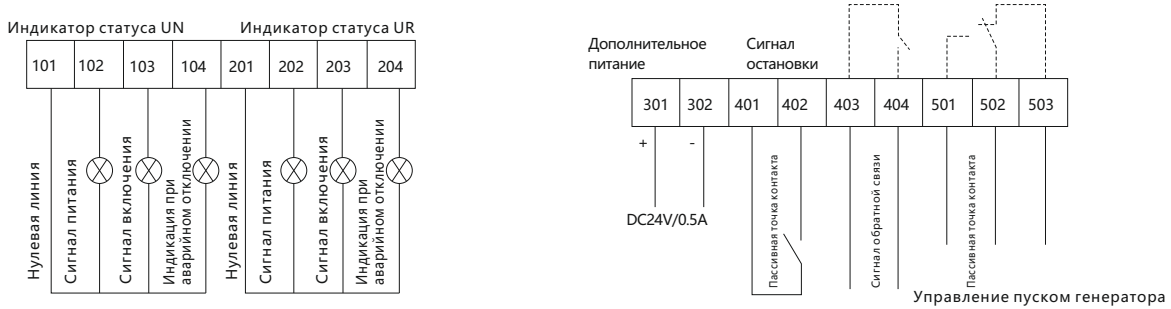 Индикатор статуса UN
Индикатор статуса UR
101 102 103 104 201 202 203 204
Нулевая линия
Сигнал питания
Сигнал включения
Индикация при
аварийном отключении
Нулевая линия
Сигнал питания
Сигнал включения
Индикация при
аварийном отключении
Дополнительное
питание
Сигнал
остановки
301 302 401 402 403 404 501 502 503
+ -
DC24V/0.5A
Пассивная точка контакта
Сигнал обратной связи
Пассивная точка контакта
Управление пуском генератора